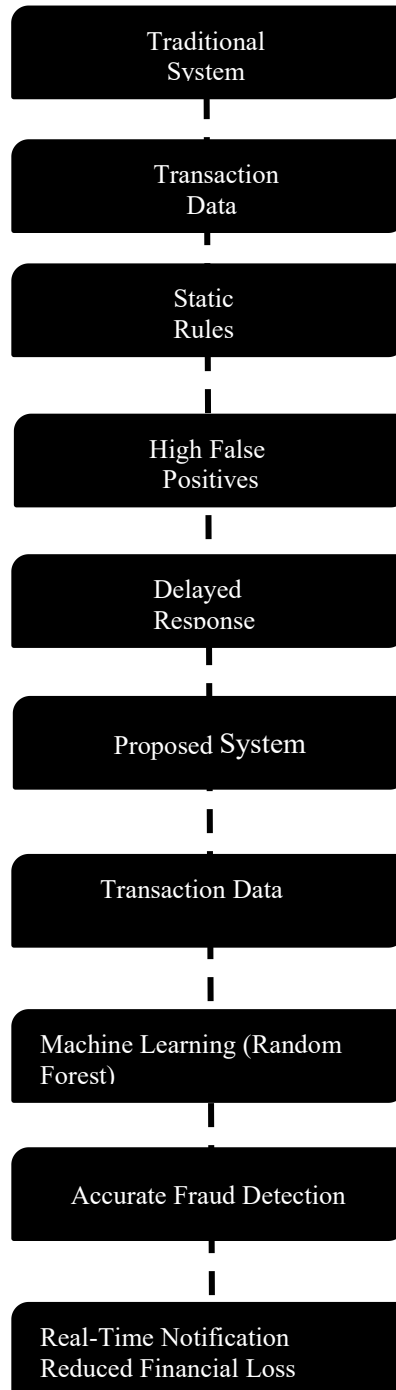 Traditional
System
Transaction
Data
Static
Rules
High False
Positives
Delayed
Response
Proposed System
Transaction Data
Machine Learning (Random
Forest)
Accurate Fraud Detection
Real-Time Notification
Reduced Financial Loss